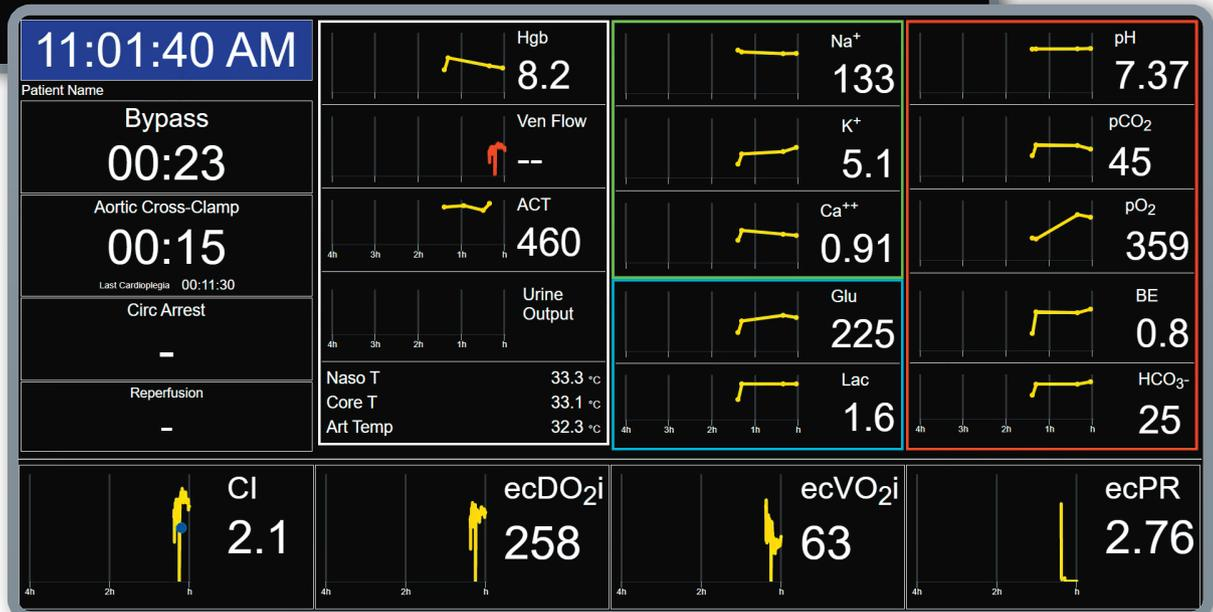 11:01:40 AM
Patient Name
Bypass
00:23
Aortic Cross-Clamp
00:15
Last Cardioplegia 00:11:30
Circ Arrest
-
Reperfusion
-
Hgb
8.2
Ven Flow
--
ACT
460
4h 3h 2h 1h h
Urine
Output
4h 3h 2h 1h h
Naso T 33.3 °C
Core T 33.1 °C
Art Temp 32.3 °C
Na+
133
K+
5.1
Ca++
0.91
Glu
225
Lac
1.6
4h 3h 2h 1h h
pH
7.37
pCO2
45
pO2
359
BE
0.8
HCO3-
25
4h 3h 2h 1h h
CI
2.1
4h 2h h
ecDO2i
258
4h 2h h
ecVO2i
63
4h 2h h
ecPR
2.76
4h 2h h